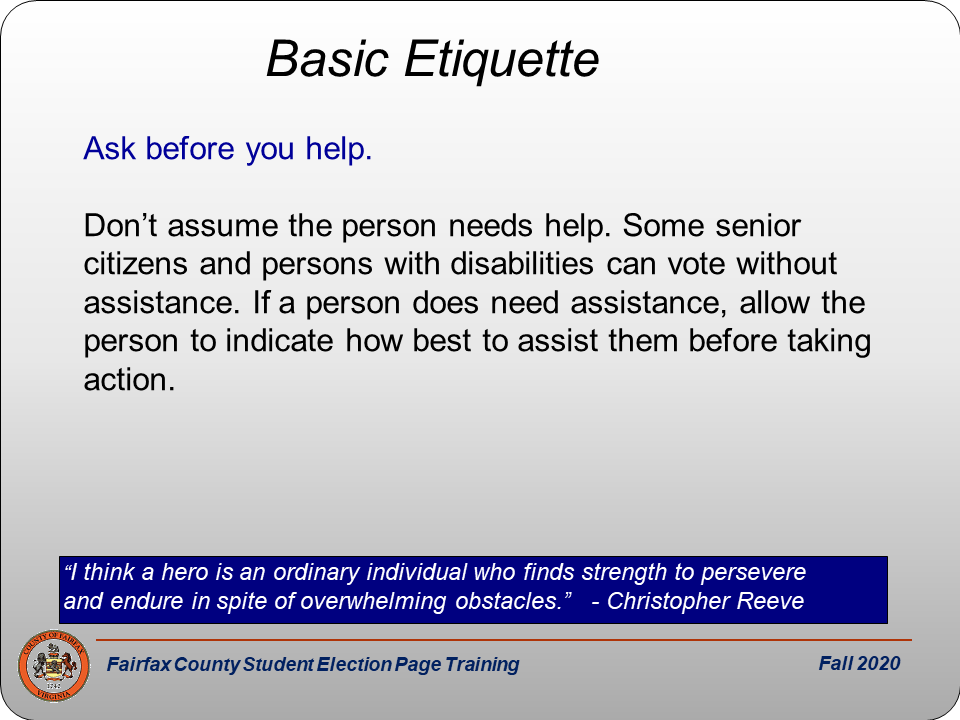 Basic Etiquette
Ask before you help.
Don’t assume the person needs help. Some senior
citizens and persons with disabilities can vote without
assistance. If a person does need assistance, allow the
person to indicate how best to assist them before taking
action.
“I think a hero is an ordinary individual who finds strength to persevere
and endure in spite of overwhelming obstacles.” - Christopher Reeve
COUNTY OF FAIRFAX
1742
VIRGINIA
Fairfax County Student Election Page Training
Fall 2020